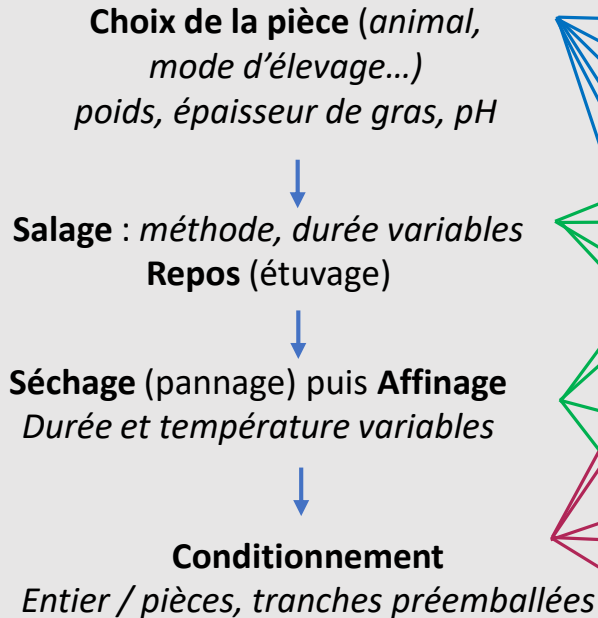 Choix de la pièce (animal,
mode d’élevage…)
poids, épaisseur de gras, pH
Salage : méthode, durée variables
Repos (étuvage)
Séchage (pannage) puis Affinage
Durée et température variables
Conditionnement
Entier / pièces, tranches préemballées